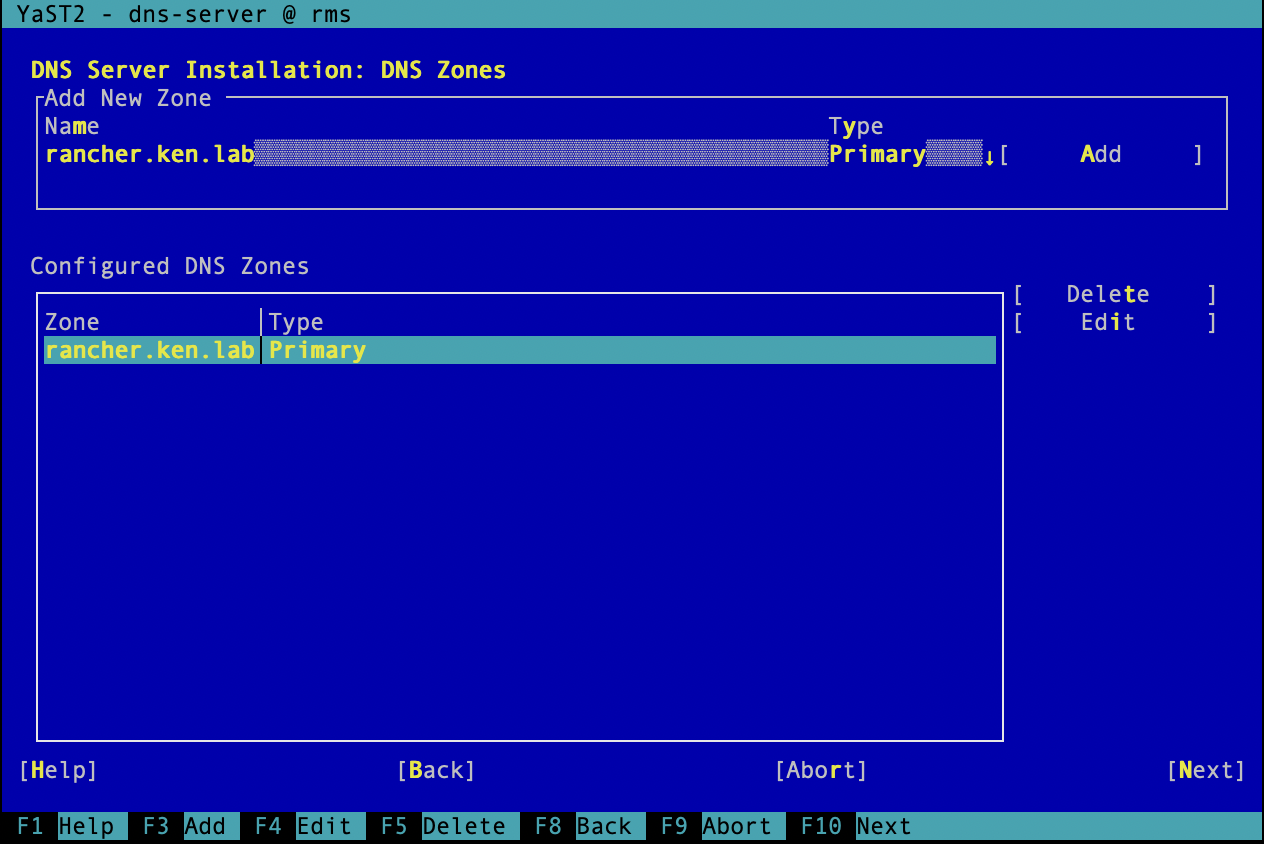 YaST2 - dns-server @ rms
DNS Server Installation: DNS Zones
Add New Zone
Name Type
rancher.ken.lab Primary ↓[ Add ]
Configured DNS Zones
[ Delete ]
Zone Type [ Edit ]
rancher.ken.lab Primary
[Help] [Back] [Abort] [Next]
F1 Help F3 Add F4 Edit F5 Delete F8 Back F9 Abort F10 Next